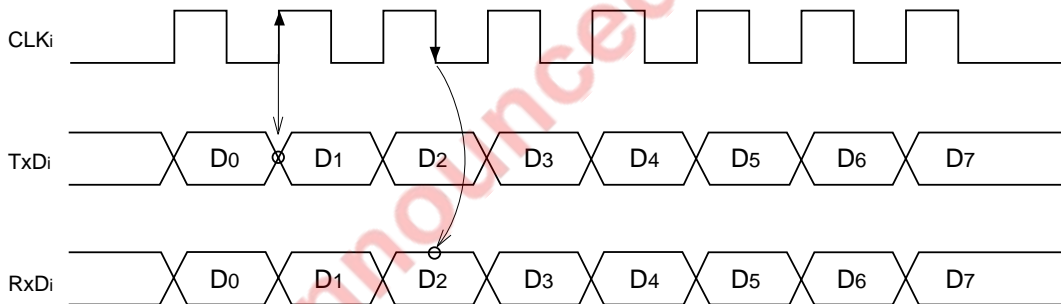 CLKi
TxDi D0 D1 D2 D3 D4 D5 D6 D7
RxDi D0 D1 D2 D3 D4 D5 D6 D7
nnounced